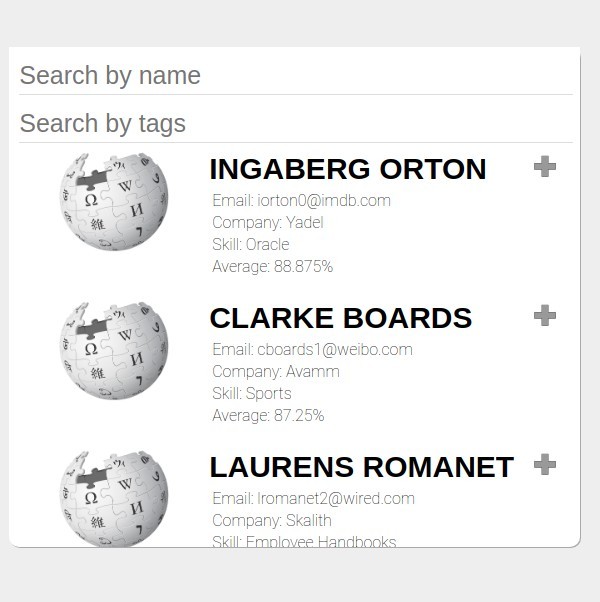 Search by name
Search by tags
INGABERG ORTON
Email: iorton0@imdb.com
Company: Yadel
Skill: Oracle
Average: 88.875%
CLARKE BOARDS
Email: cboards1@weibo.com
Company: Avamm
Skill: Sports
Average: 87.25%
LAURENS ROMANET
Email: lromanet2@wired.com
Company: Skalith
Skill: Employee Handbooks